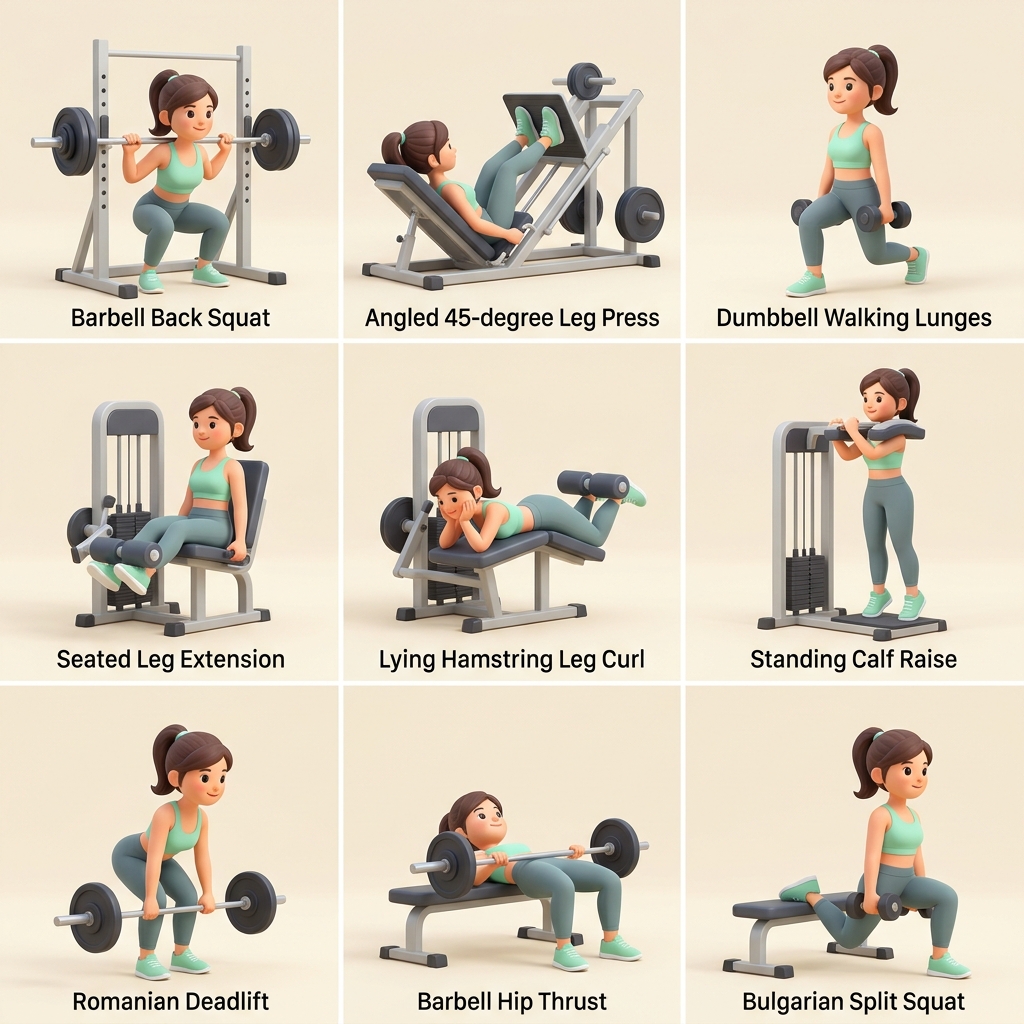 Barbell Back Squat
Angled 45-degree Leg Press
Dumbbell Walking Lunges
Seated Leg Extension
Lying Hamstring Leg Curl
Standing Calf Raise
Romanian Deadlift
Barbell Hip Thrust
Bulgarian Split Squat